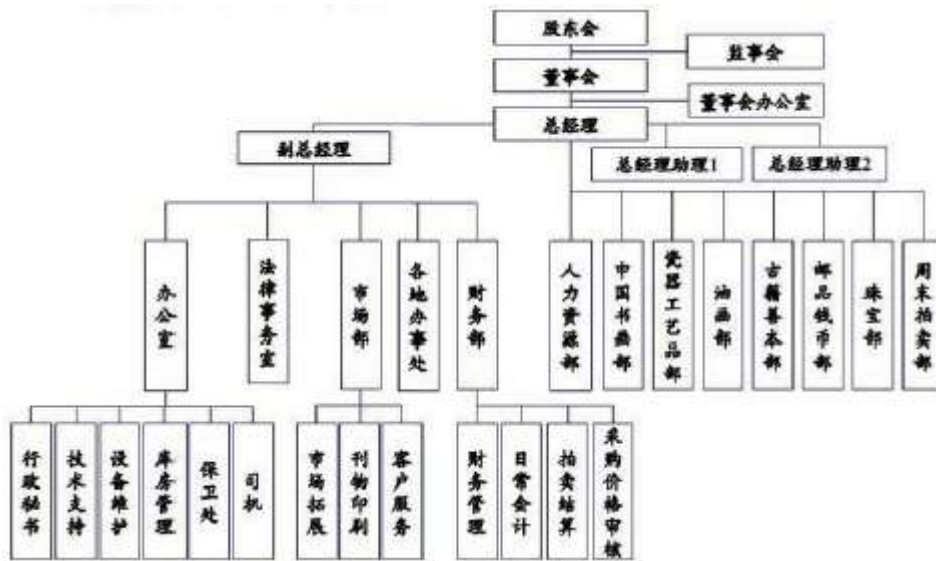 股东会
监事会
董事会
董事会办公室
总经理
副总经理
总经理助理1
总经理助理2
办公室
法律事务室
市场部
各地办事处
财务部
人力资源部
中国书画部
瓷器工艺品部
油画部
古籍善本部
邮品钱币部
珠宝部
周末拍卖部
行政秘书
技术支持
设备维护
库房管理
保卫处
司机
市场拓展
刊物印刷
客户服务
财务管理
日常会计
拍卖结算
采购价格审核